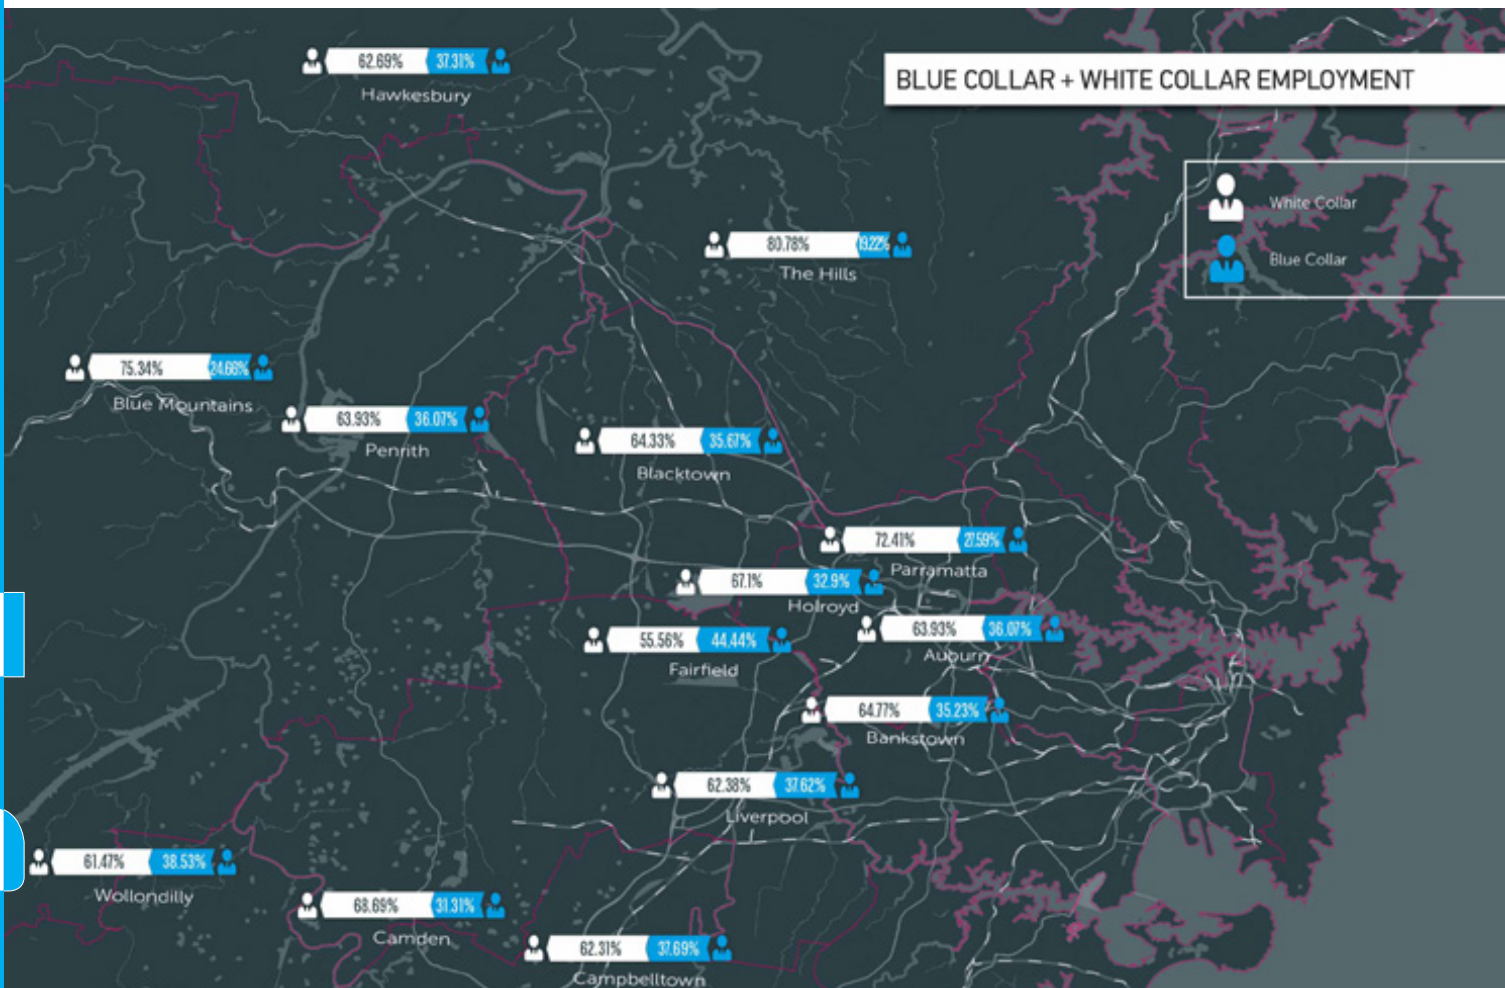 62.69% 37.31%
Hawkesbury
BLUE COLLAR + WHITE COLLAR EMPLOYMENT
White Collar
Blue Collar
80.78% 19.22%
The Hills
75.34% 24.66%
Blue Mountains
63.93% 36.07%
Penrith
64.33% 35.67%
Blacktown
72.41% 27.59%
Parramatta
67.1% 32.9%
Holroyd
63.93% 36.07%
Auburn
55.56% 44.44%
Fairfield
64.77% 35.23%
Bankstown
62.38% 37.62%
Liverpool
61.47% 38.53%
Wollondilly
68.69% 31.31%
Camden
62.31% 37.69%
Campbelltown